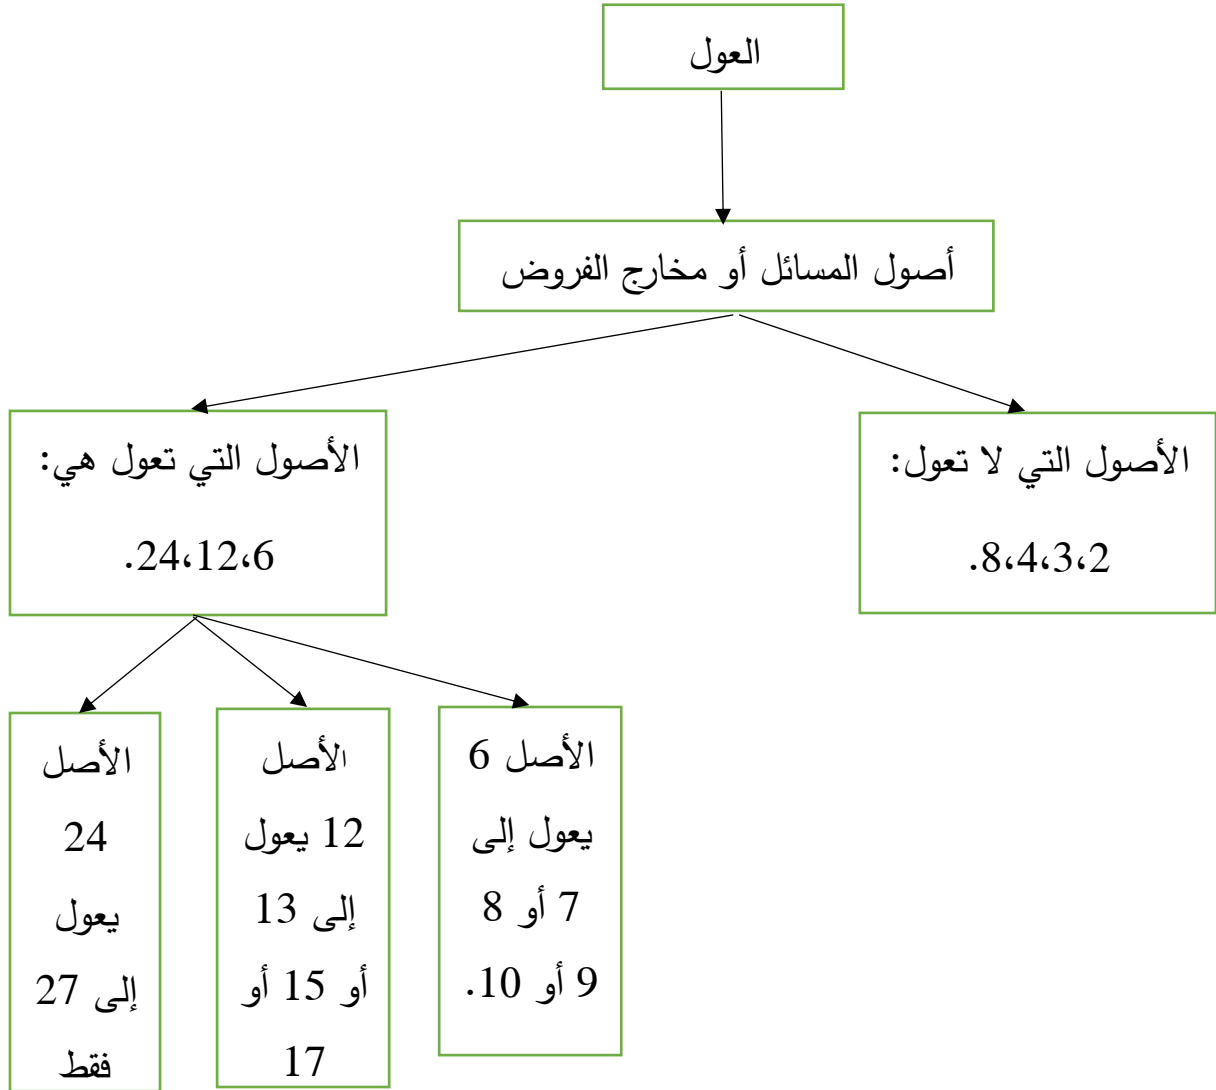 العول
أصول المسائل أو مخارج الفروض
الأصول التي لا تعول:
2،3،4،8.
الأصول التي تعول هي:
6،12،24.
الأصل 6
يعول إلى
7 أو 8
9 أو 10.
الأصل
12 يعول
إلى 13
أو 15 أو
17
الأصل
24
يعول
إلى 27
فقط